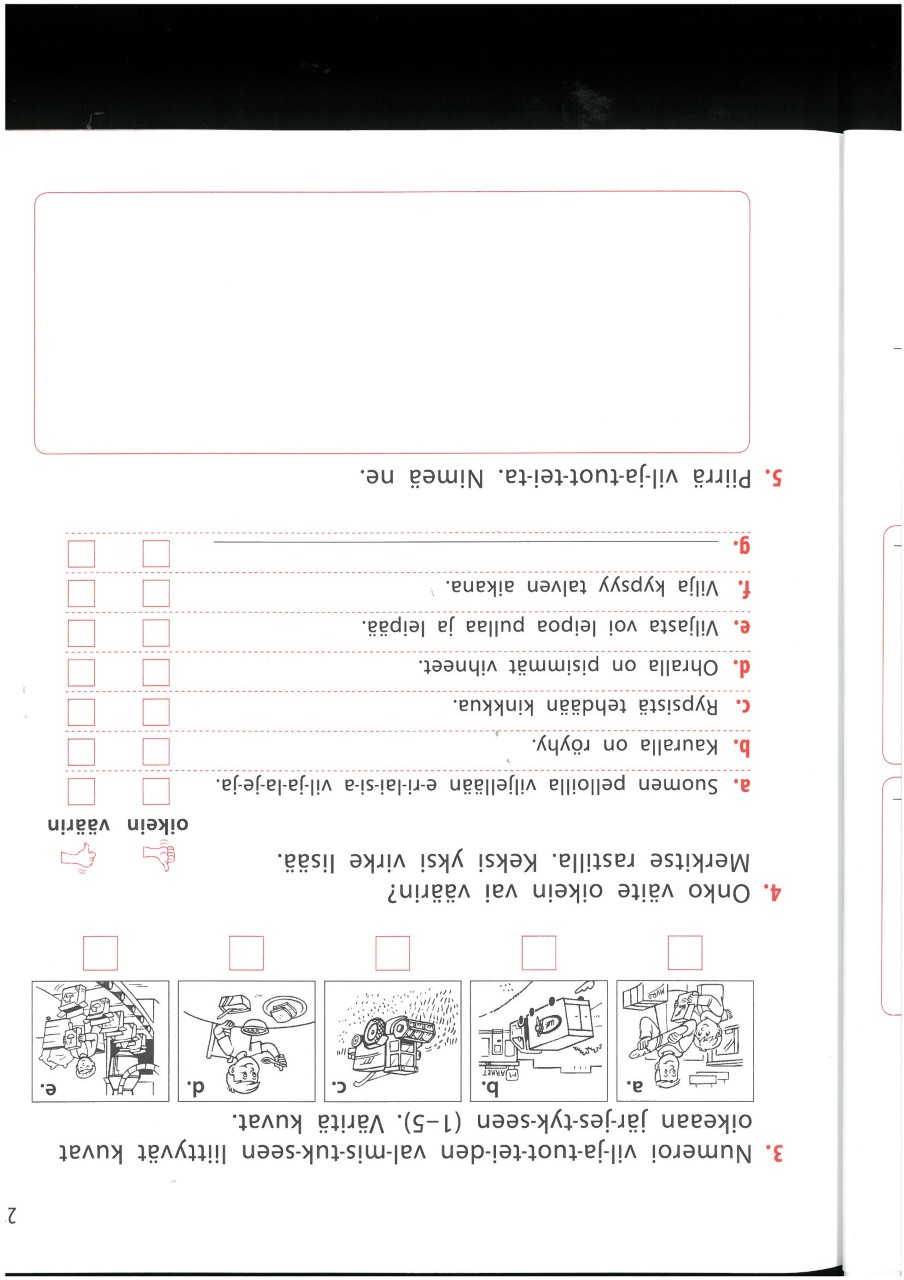 2
3. Numeroi vil-ja-tuot-tei-den val-mis-tuk-seen liittyvät kuvat
oikeaan jär-jes-tyk-seen (1–5). Väritä kuvat.
a.
b.
c.
d.
e.
MURO
MARKET
4. Onko väite oikein vai väärin?
Merkitse rastilla. Keksi yksi virke lisää.
oikein väärin
a. Suomen pelloilla viljellään e-ri-lai-si-a vil-ja-la-je-ja.
b. Kauralla on röyhy.
c. Rypsistä tehdään kinkkua.
d. Ohralla on pisimmät vihneet.
e. Viljasta voi leipoa pullaa ja leipää.
f. Vilja kypsyy talven aikana.
g.
5. Piirrä vil-ja-tuot-tei-ta. Nimeä ne.